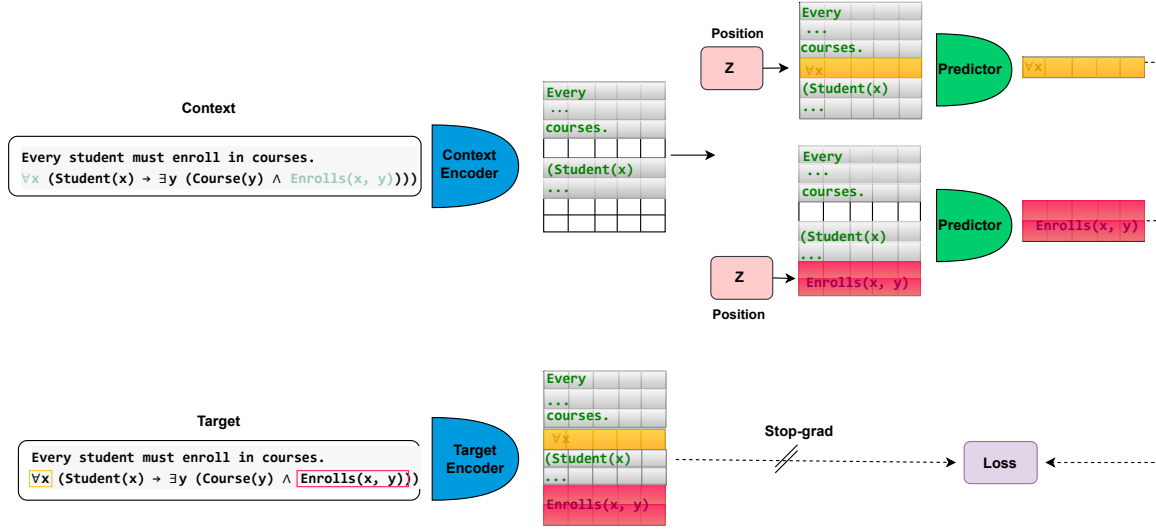 Context
Every student must enroll in courses.
∀x (Student(x) → ∃y (Course(y) ∧ Enrolls(x, y))))
Context
Encoder
Every
...
courses.
(Student(x)
...
Position
Z
Every
...
courses.
∀x
(Student(x)
...
Predictor
∀x
Every
...
courses.
(Student(x)
...
Enrolls(x, y)
Z
Position
Predictor
Enrolls(x, y)
Target
Every student must enroll in courses.
∀x (Student(x) → ∃y (Course(y) ∧ Enrolls(x, y))))
Target
Encoder
Every
...
courses.
∀x
(Student(x)
...
Enrolls(x, y)
Stop-grad
Loss